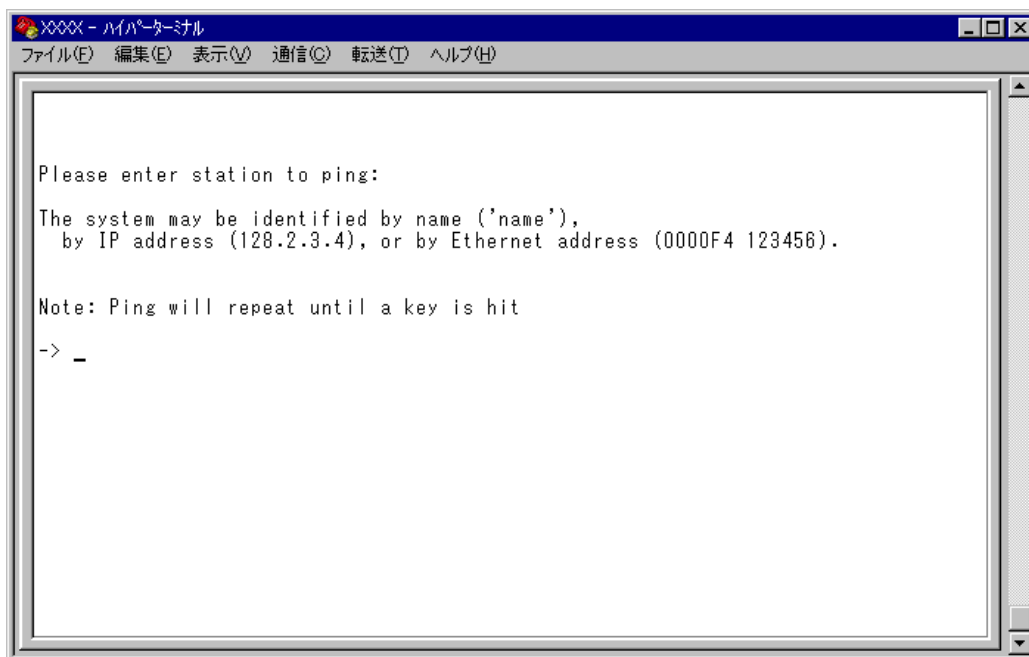 XXXX - ハイパーターミナル
ファイル(F) 編集(E) 表示(V) 通信(C) 転送(T) ヘルプ(H)
Please enter station to ping:
The system may be identified by name ('name'),
by IP address (128.2.3.4), or by Ethernet address (0000F4 123456).
Note: Ping will repeat until a key is hit
-> _